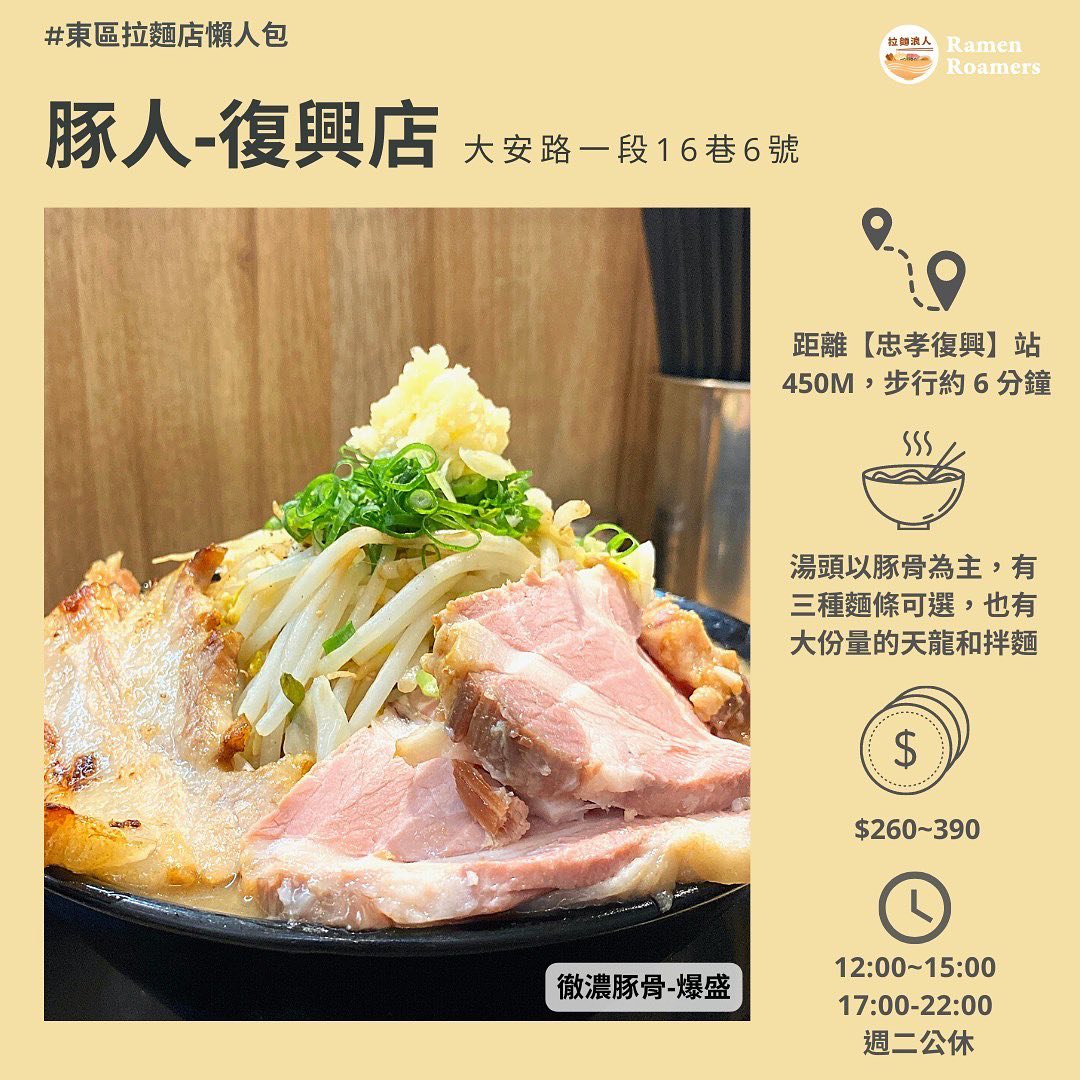 #東區拉麵店懶人包
拉麵浪人
Ramen
Roamers
豚人-復興店 大安路一段16巷6號
距離【忠孝復興】站
450M，步行約 6 分鐘
湯頭以豚骨為主，有
三種麵條可選，也有
大份量的天龍和拌麵
$
$260~390
12:00~15:00
17:00-22:00
週二公休
徹濃豚骨-爆盛